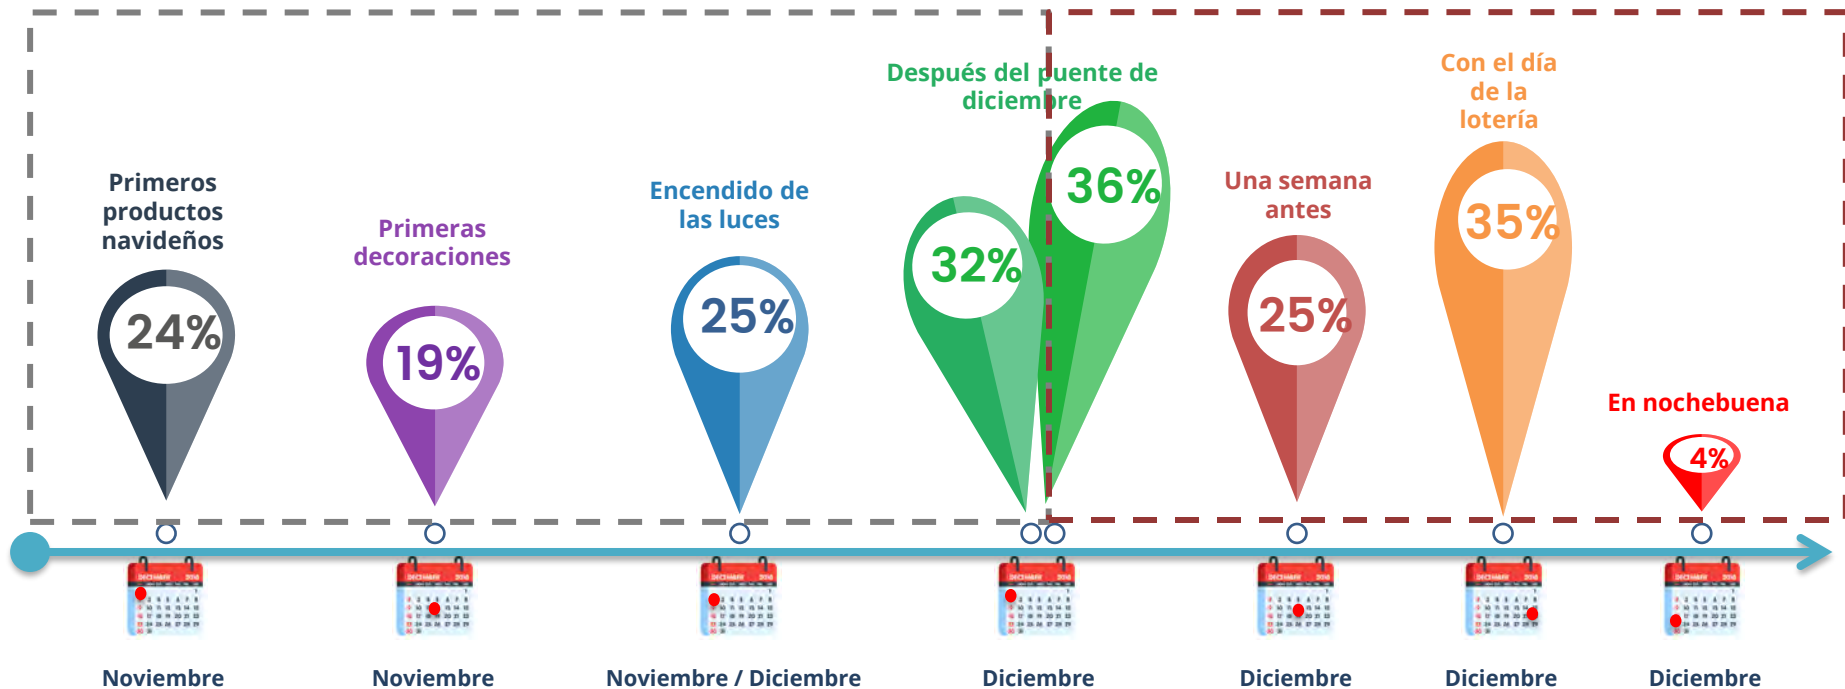 Primeros
productos
navideños
24%
Primeras
decoraciones
19%
Encendido de
las luces
25%
Después del puente de
diciembre
32%
36%
Una semana
antes
25%
Con el día
de la
lotería
35%
En nochebuena
4%
Noviembre
Noviembre
Noviembre / Diciembre
Diciembre
Diciembre
Diciembre
Diciembre